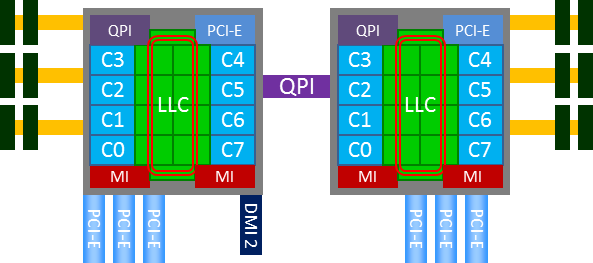 QPI PCI-E
C3 C4
C2 C5
LLC
C1 C6
C0 C7
MI MI
PCI-E
PCI-E
PCI-E
DMI 2
QPI
QPI PCI-E
C3 C4
C2 C5
LLC
C1 C6
C0 C7
MI MI
PCI-E
PCI-E
PCI-E